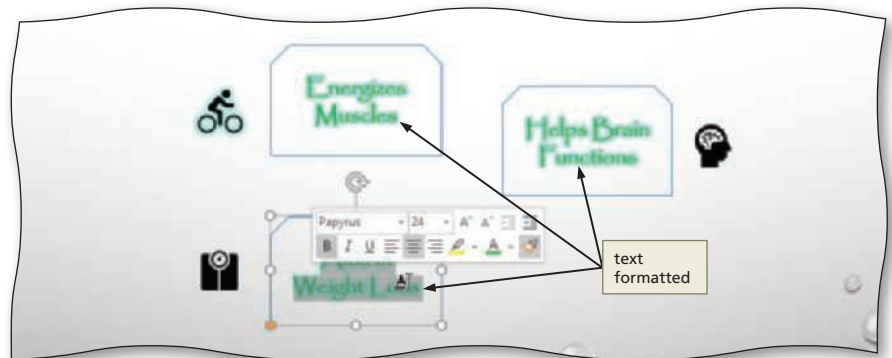 Energizes
Muscles
Helps Brain
Functions
Papyrus 24 A A
B I U A
Weight Loss
text
formatted